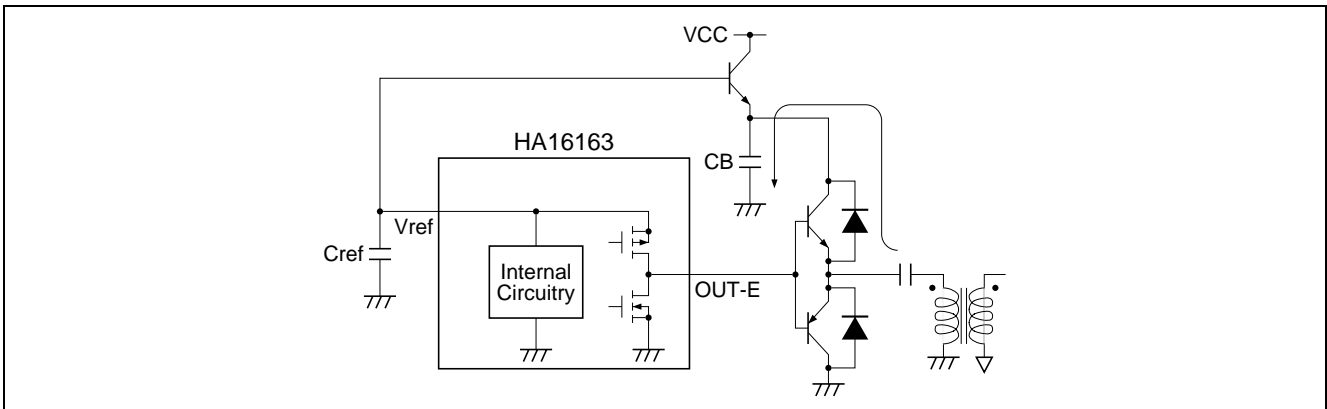 VCC
HA16163
CB
Vref
Cref
Internal
Circuitry
OUT-E